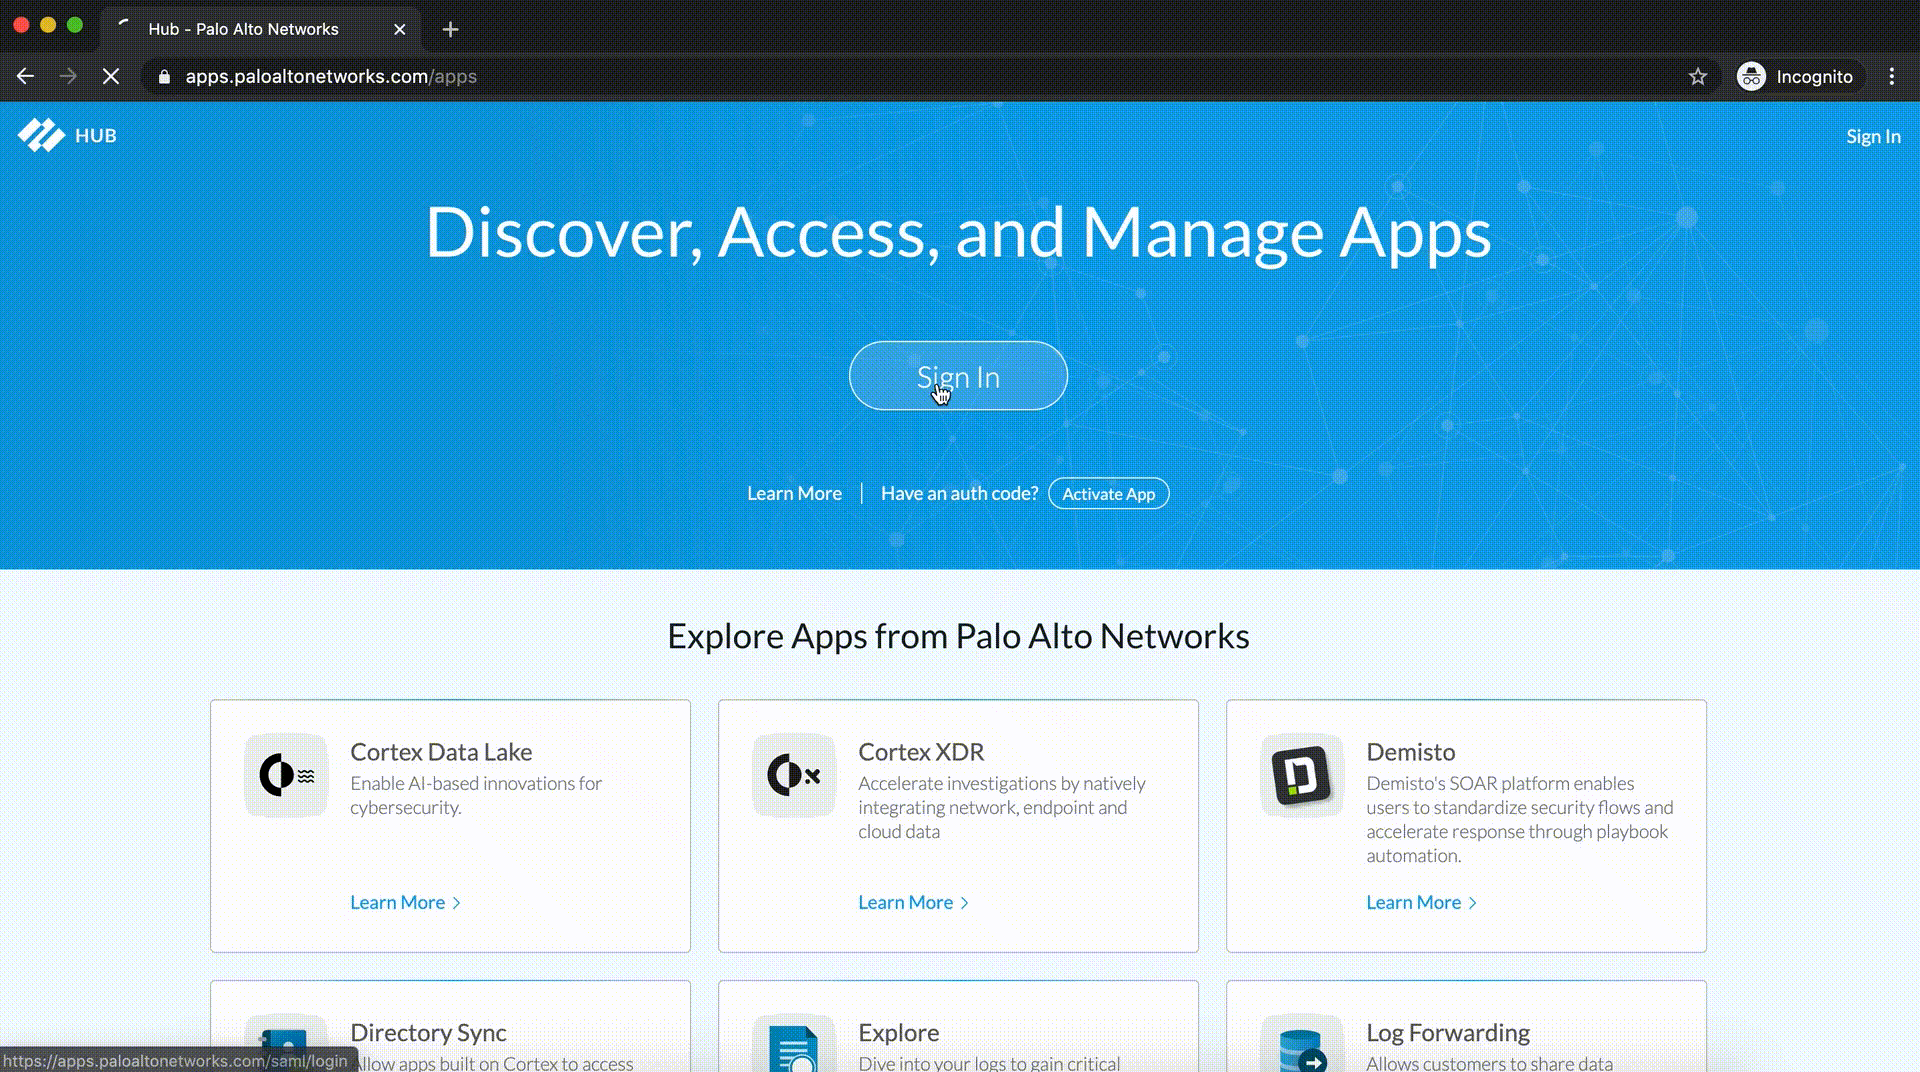 Hub - Palo Alto Networks
apps.paloaltonetworks.com/apps
Incognito
HUB
Sign In
Discover, Access, and Manage Apps
Sign In
Learn More
Have an auth code?
Activate App
Explore Apps from Palo Alto Networks
Cortex Data Lake
Enable AI-based innovations for
cybersecurity.
Learn More
Cortex XDR
Accelerate investigations by natively
integrating network, endpoint and
cloud data
Learn More
Demisto
Demisto's SOAR platform enables
users to standardize security flows and
accelerate response through playbook
automation.
Learn More
Directory Sync
Allow apps built on Cortex to access
Explore
Dive into your logs to gain critical
Log Forwarding
Allows customers to share data
https://apps.paloaltonetworks.com/saml/login